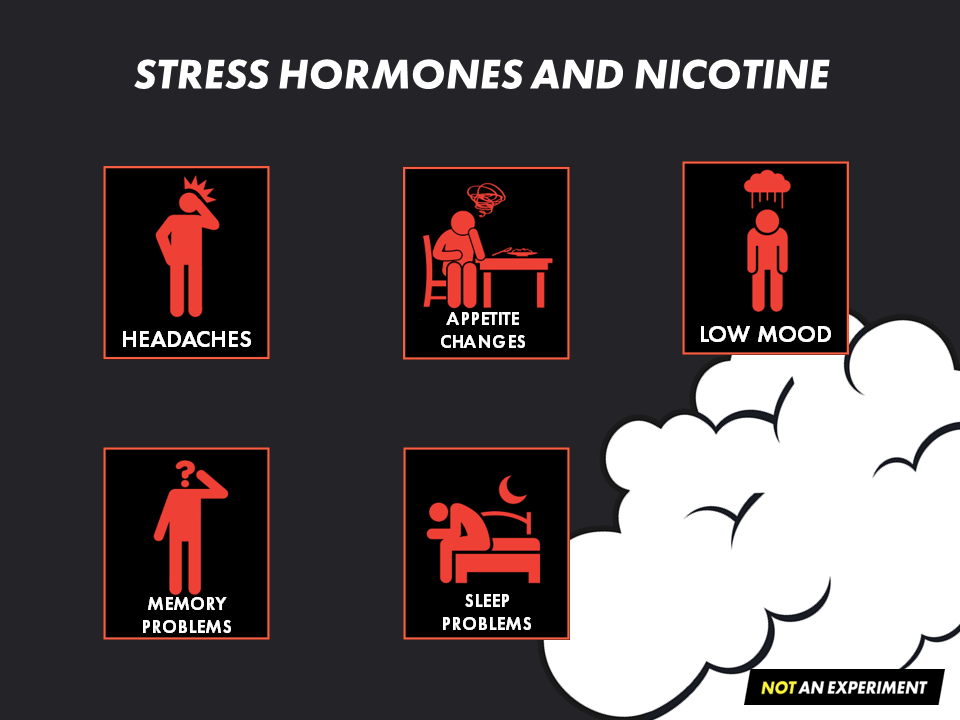 STRESS HORMONES AND NICOTINE
HEADACHES
APPETITE
CHANGES
LOW MOOD
?
MEMORY
PROBLEMS
SLEEP
PROBLEMS
NOT AN EXPERIMENT